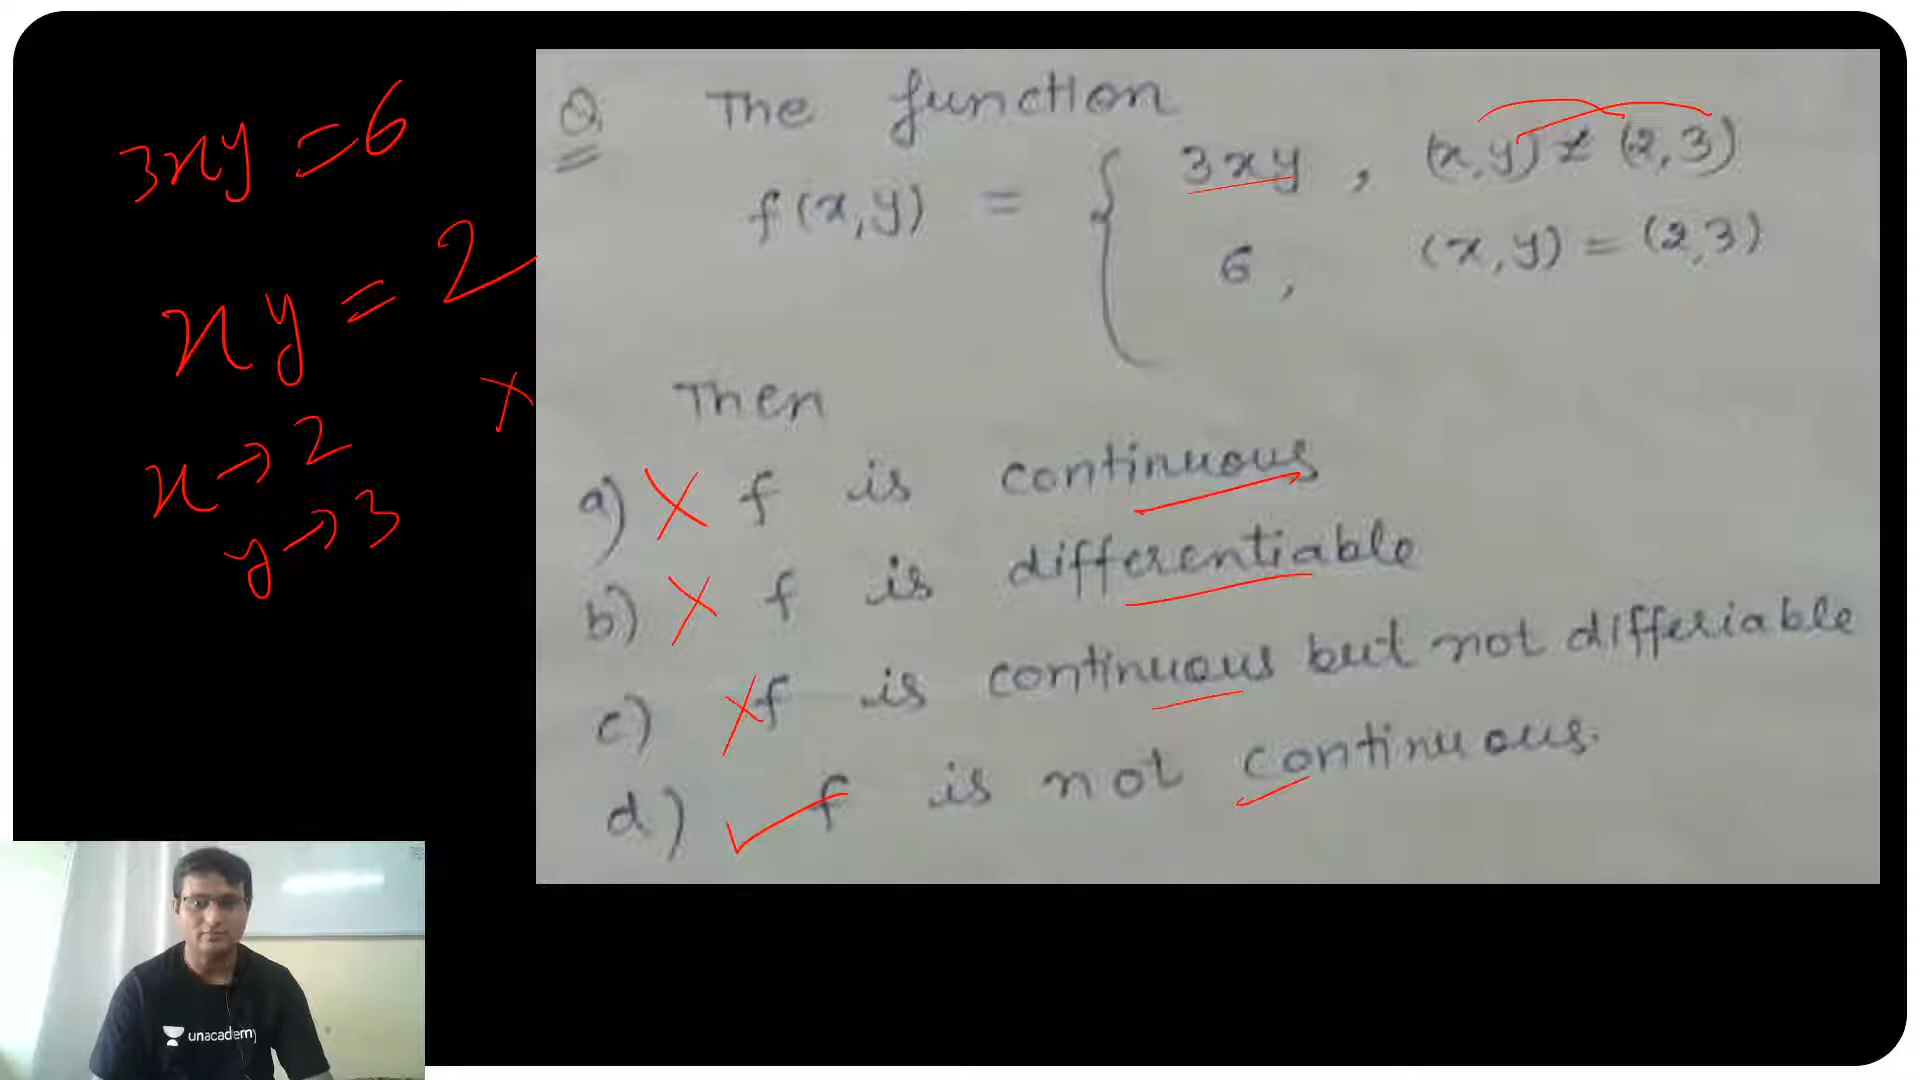 3xy = 6
xy = 2
x
x → 2
y → 3
Q. The function
f(x,y) = { 3xy , (x,y) ≠ (2,3)
6 , (x,y) = (2,3)
Then
a) f is continuous
b) f is differentiable
c) f is continuous but not differiable
d) f is not continuous.
unacademy